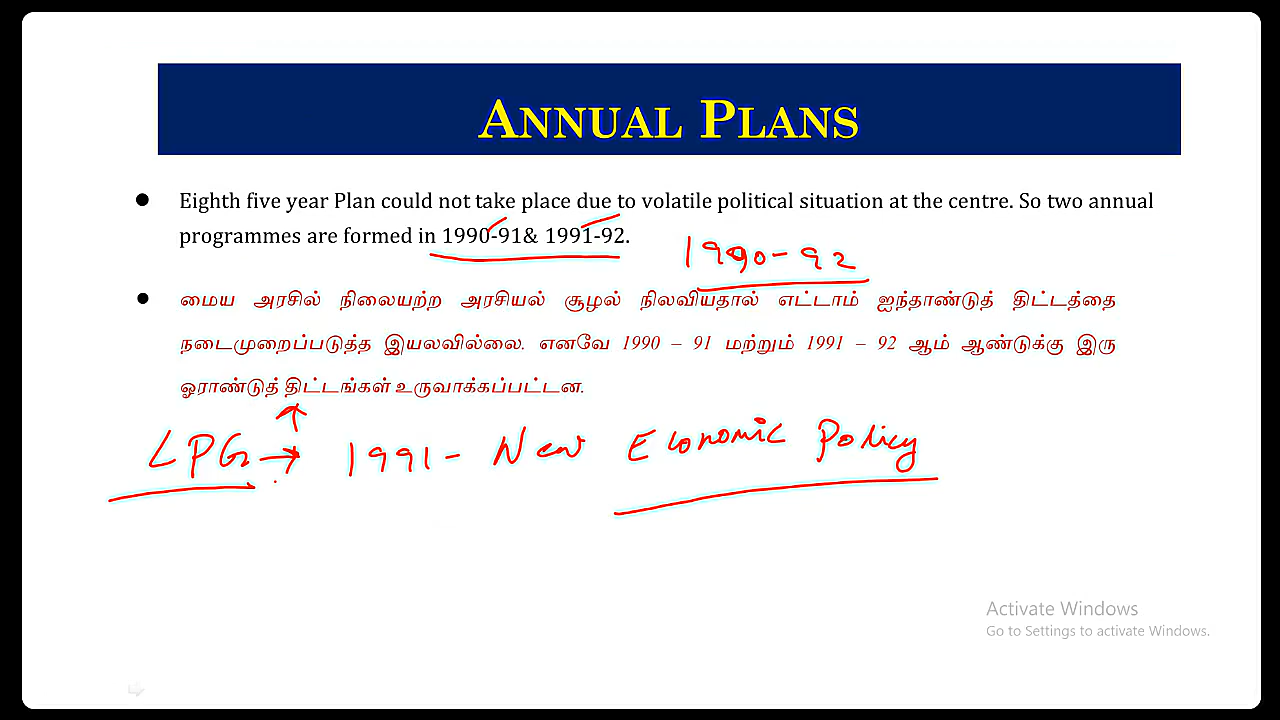 ANNUAL PLANS
● Eighth five year Plan could not take place due to volatile political situation at the centre. So two annual
programmes are formed in 1990-91& 1991-92.
1990-92
● மைய அரசில் நிலையற்ற அரசியல் சூழல் நிலவியதால் எட்டாம் ஐந்தாண்டுத் திட்டத்தை
நடைமுறைப்படுத்த இயலவில்லை. எனவே 1990 – 91 மற்றும் 1991 – 92 ஆம் ஆண்டுக்கு இரு
ஓராண்டுத் திட்டங்கள் உருவாக்கப்பட்டன.
LPG → 1991 - New Economic Policy
Activate Windows
Go to Settings to activate Windows.